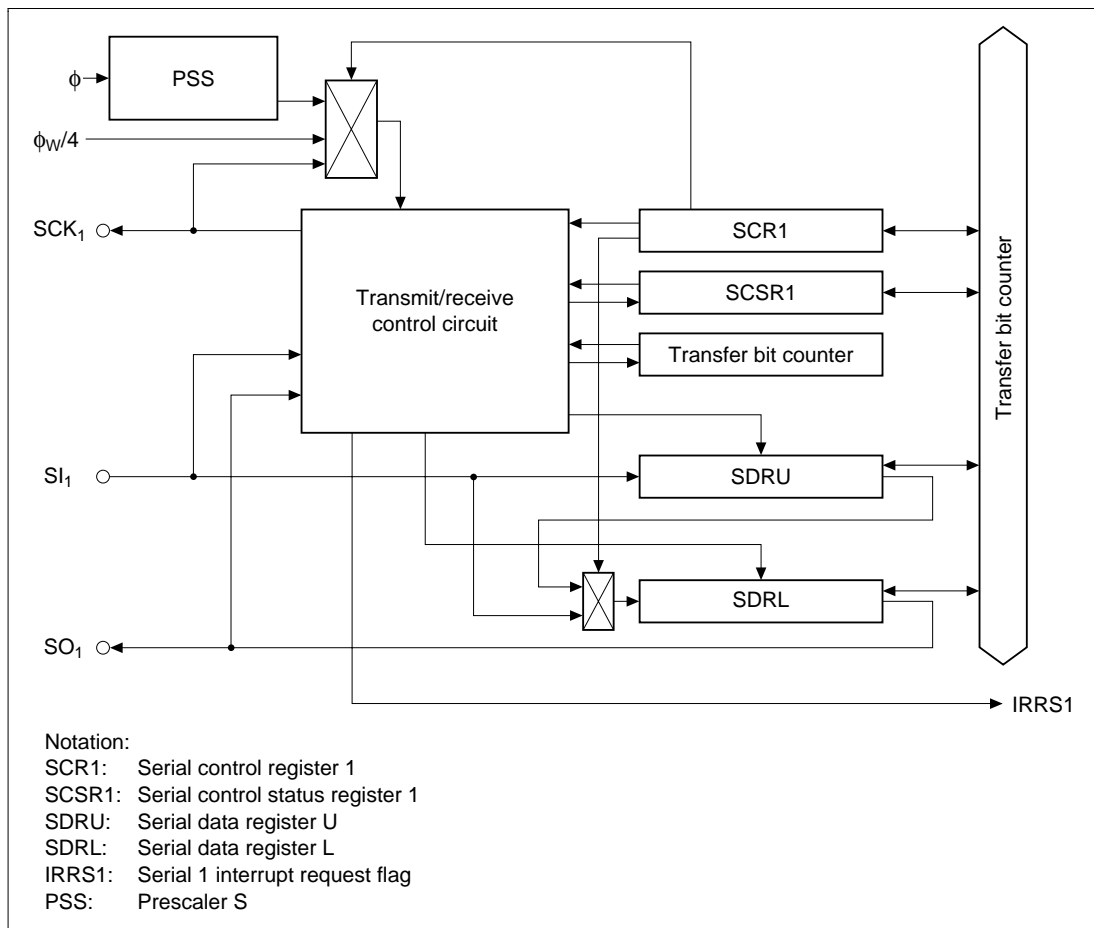 PSS
ϕ
ϕW/4
SCK1
SCR1
SCSR1
Transmit/receive
control circuit
Transfer bit counter
Transfer bit counter
SI1
SDRU
SDRL
SO1
IRRS1
Notation:
SCR1: Serial control register 1
SCSR1: Serial control status register 1
SDRU: Serial data register U
SDRL: Serial data register L
IRRS1: Serial 1 interrupt request flag
PSS: Prescaler S